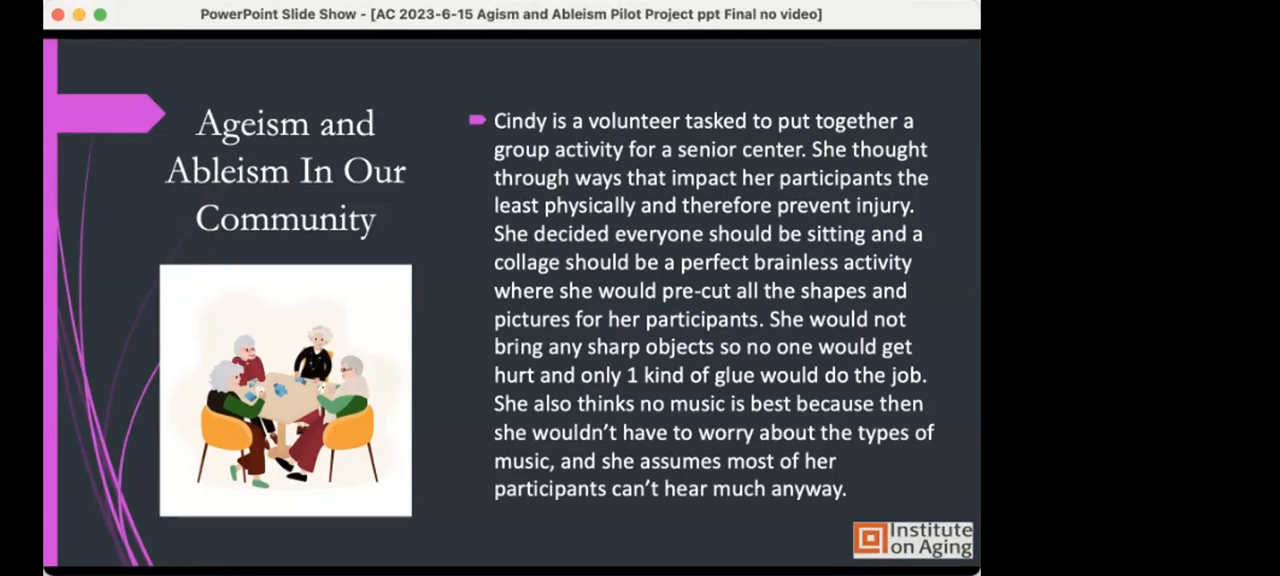 PowerPoint Slide Show - [AC 2023-6-15 Agism and Ableism Pilot Project ppt Final no video]
Ageism and
Ableism In Our
Community
Cindy is a volunteer tasked to put together a
group activity for a senior center. She thought
through ways that impact her participants the
least physically and therefore prevent injury.
She decided everyone should be sitting and a
collage should be a perfect brainless activity
where she would pre-cut all the shapes and
pictures for her participants. She would not
bring any sharp objects so no one would get
hurt and only 1 kind of glue would do the job.
She also thinks no music is best because then
she wouldn’t have to worry about the types of
music, and she assumes most of her
participants can’t hear much anyway.
Institute
on Aging